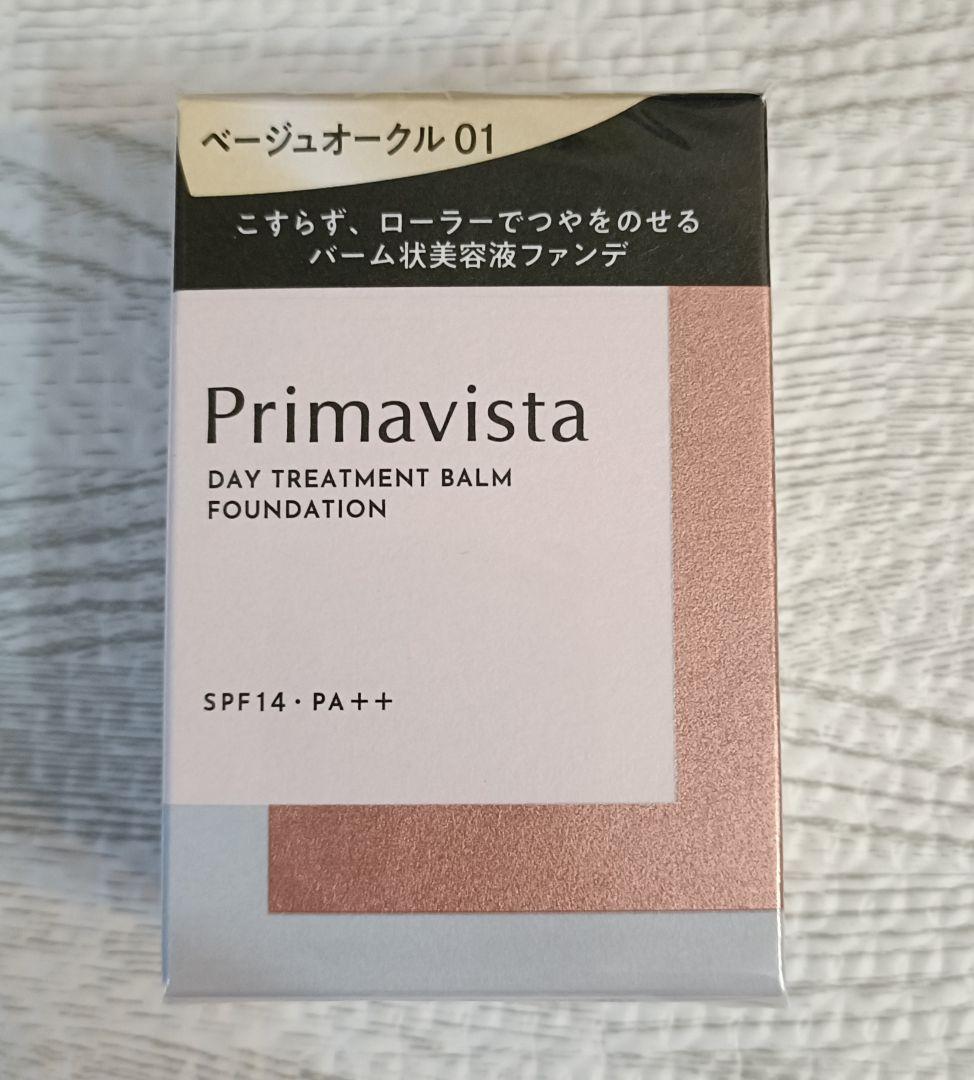 ベージュオークル 01
こすらず、ローラーでつやをのせる
バーム状美容液ファンデ
Primavista
DAY TREATMENT BALM
FOUNDATION
SPF14・PA++